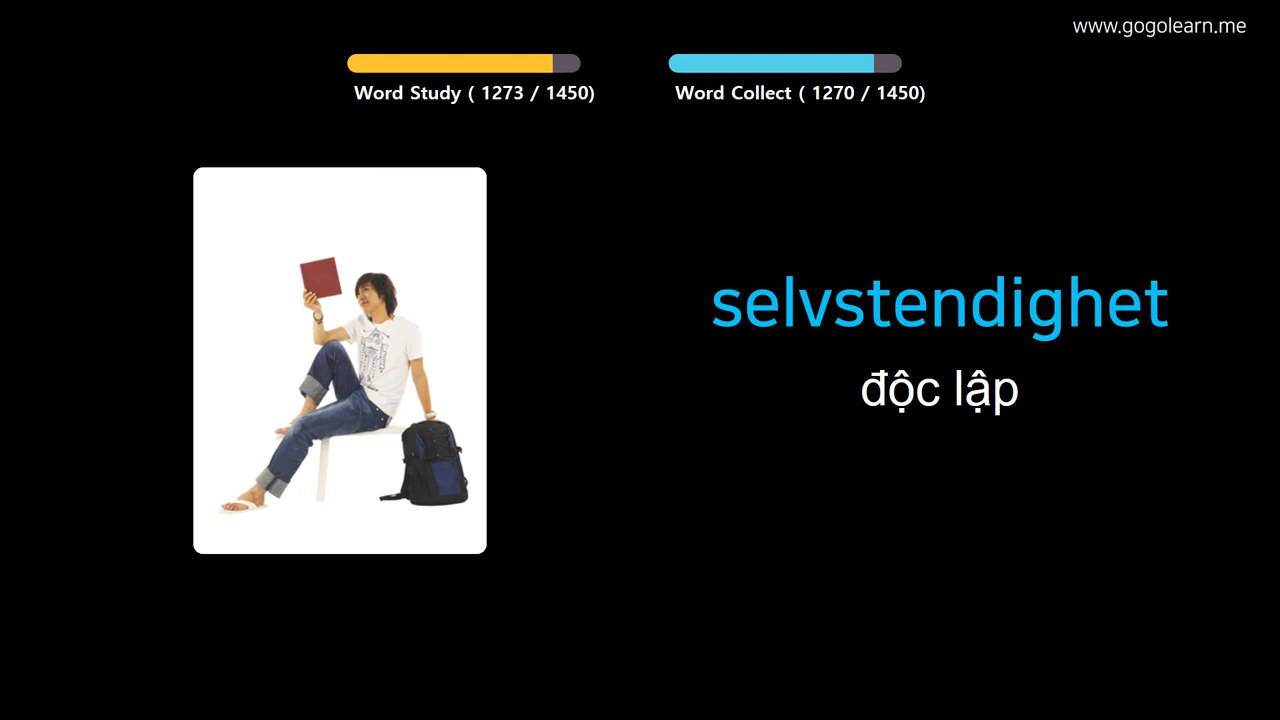 www.gogolearn.me
Word Study ( 1273 / 1450)
Word Collect ( 1270 / 1450)
selvstendighet
độc lập